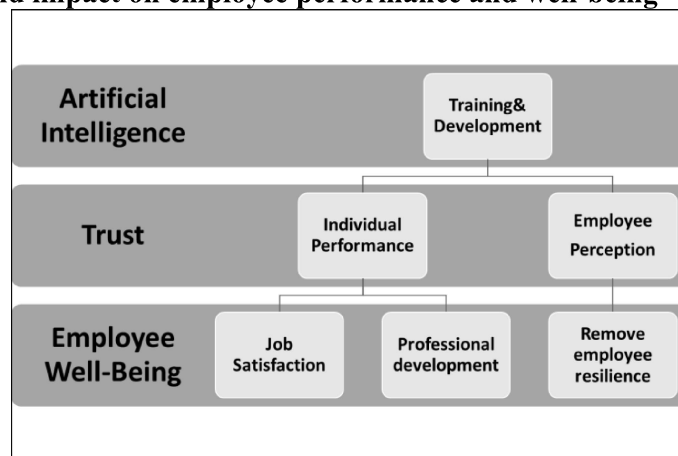 nd impact on employee performance and well-being
Artificial
Intelligence
Training&
Development
Trust
Individual
Performance
Employee
Perception
Employee
Well-Being
Job
Satisfaction
Professional
development
Remove
employee
resilience